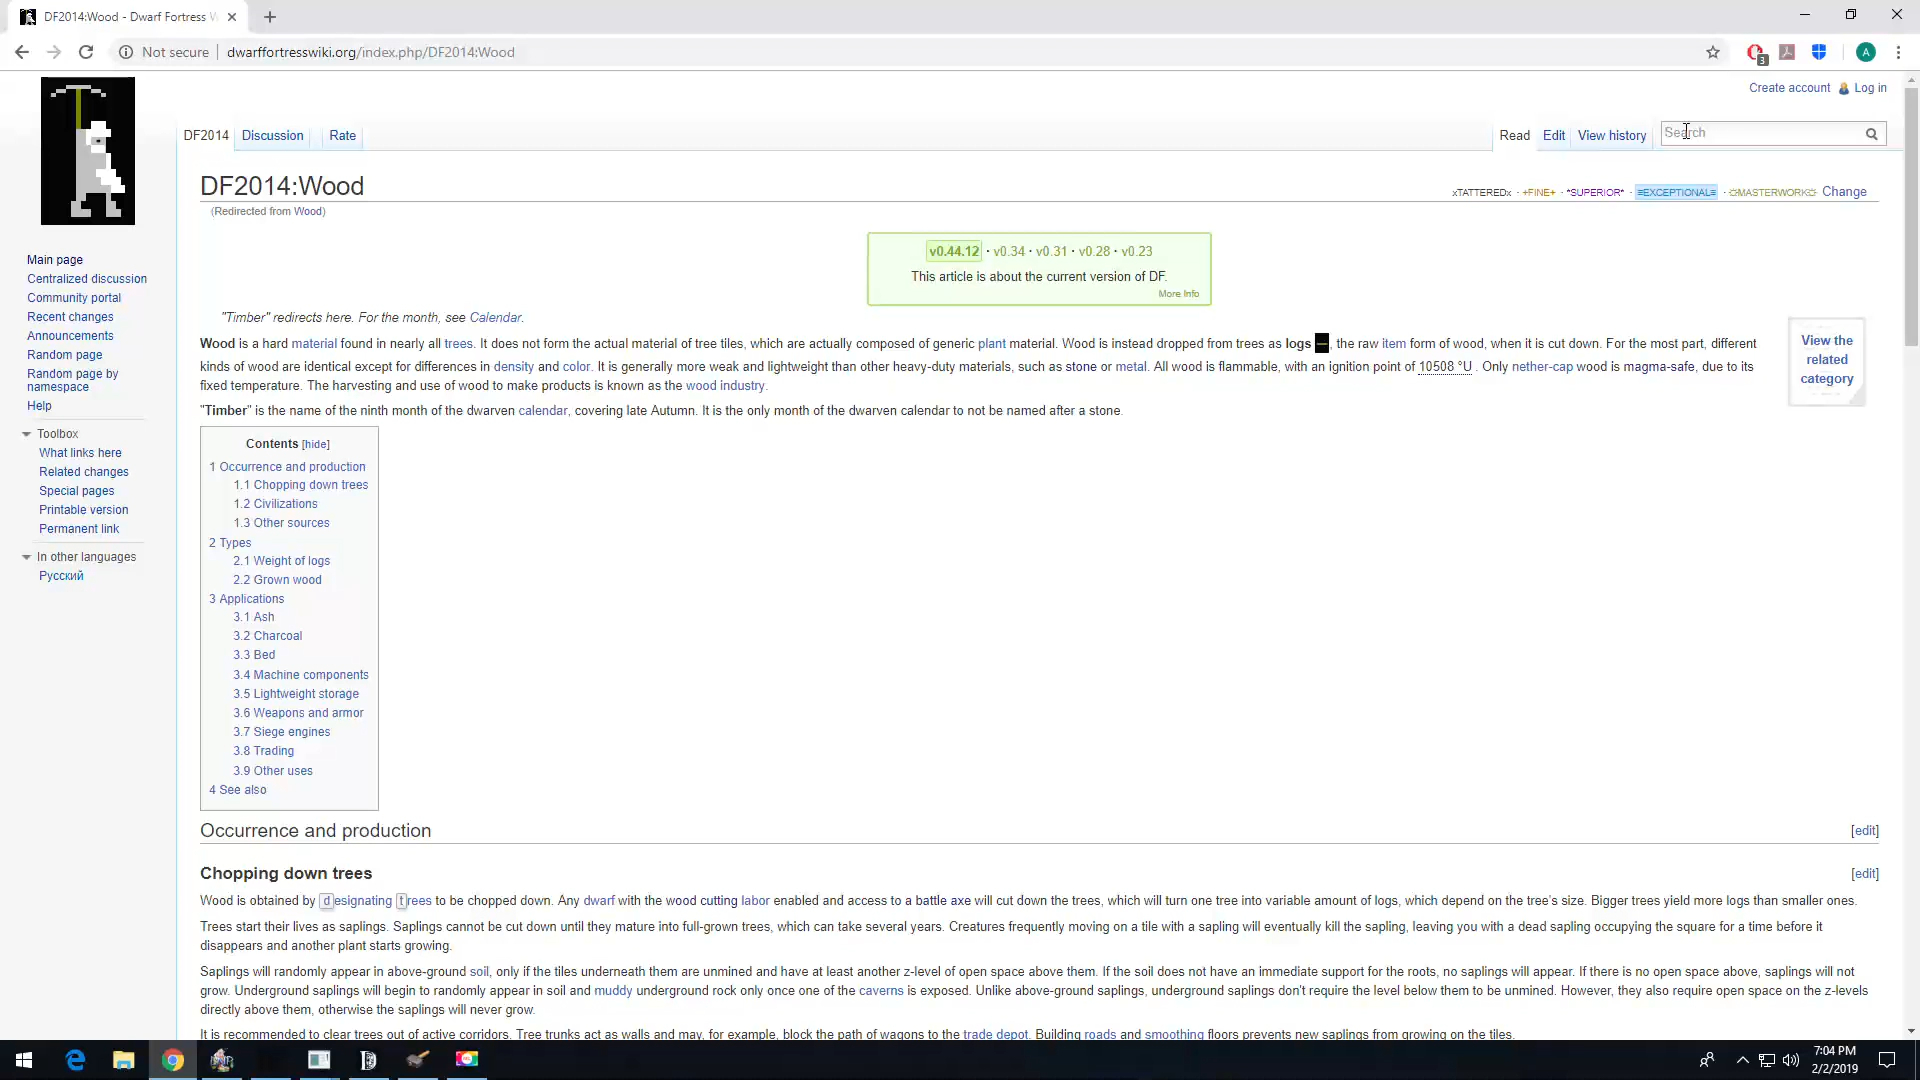 DF2014:Wood - Dwarf Fortress W
Not secure
dwarffortresswiki.org/index.php/DF2014:Wood
3
A
Create account
Log in
DF2014
Discussion
Rate
Read
Edit
View history
Search
DF2014:Wood
xTATTEREDx · +FINE+ · *SUPERIOR* · ≡EXCEPTIONAL≡ · ☼MASTERWORK☼ Change
(Redirected from Wood)
v0.44.12 · v0.34 · v0.31 · v0.28 · v0.23
This article is about the current version of DF.
More Info
"Timber" redirects here. For the month, see Calendar.
Wood is a hard material found in nearly all trees. It does not form the actual material of tree tiles, which are actually composed of generic plant material. Wood is instead dropped from trees as logs, the raw item form of wood, when it is cut down. For the most part, different
kinds of wood are identical except for differences in density and color. It is generally more weak and lightweight than other heavy-duty materials, such as stone or metal. All wood is flammable, with an ignition point of 10508 °U . Only nether-cap wood is magma-safe, due to its
fixed temperature. The harvesting and use of wood to make products is known as the wood industry.
"Timber" is the name of the ninth month of the dwarven calendar, covering late Autumn. It is the only month of the dwarven calendar to not be named after a stone.
View the
related
category
Main page
Centralized discussion
Community portal
Recent changes
Announcements
Random page
Random page by
namespace
Help
Toolbox
What links here
Related changes
Special pages
Printable version
Permanent link
In other languages
Русский
Contents [hide]
1 Occurrence and production
1.1 Chopping down trees
1.2 Civilizations
1.3 Other sources
2 Types
2.1 Weight of logs
2.2 Grown wood
3 Applications
3.1 Ash
3.2 Charcoal
3.3 Bed
3.4 Machine components
3.5 Lightweight storage
3.6 Weapons and armor
3.7 Siege engines
3.8 Trading
3.9 Other uses
4 See also
Occurrence and production
[edit]
Chopping down trees
[edit]
Wood is obtained by designating trees to be chopped down. Any dwarf with the wood cutting labor enabled and access to a battle axe will cut down the trees, which will turn one tree into variable amount of logs, which depend on the tree's size. Bigger trees yield more logs than smaller ones.
Trees start their lives as saplings. Saplings cannot be cut down until they mature into full-grown trees, which can take several years. Creatures frequently moving on a tile with a sapling will eventually kill the sapling, leaving you with a dead sapling occupying the square for a time before it
disappears and another plant starts growing.
Saplings will randomly appear in above-ground soil, only if the tiles underneath them are unmined and have at least another z-level of open space above them. If the soil does not have an immediate support for the roots, no saplings will appear. If there is no open space above, saplings will not
grow. Underground saplings will begin to randomly appear in soil and muddy underground rock only once one of the caverns is exposed. Unlike above-ground saplings, underground saplings don't require the level below them to be unmined. However, they also require open space on the z-levels
directly above them, otherwise the saplings will never grow.
It is recommended to clear trees out of active corridors. Tree trunks act as walls and may, for example, block the path of wagons to the trade depot. Building roads and smoothing floors prevents new saplings from growing on the tiles.
7:04 PM
2/2/2019